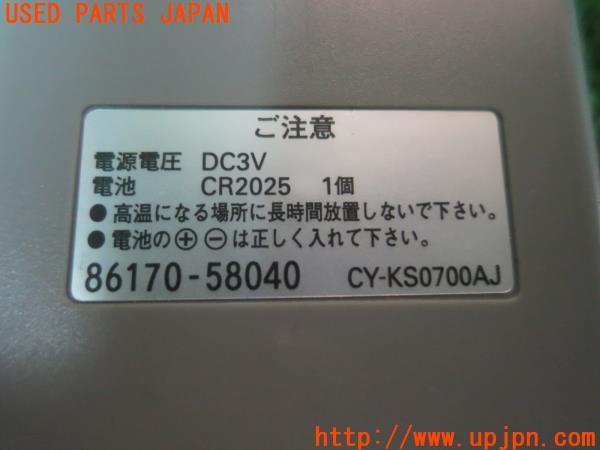 USED PARTS JAPAN
ご注意
電源電圧 DC3V
電池 CR2025 1個
●高温になる場所に長時間放置しないで下さい。
●電池の⊕⊖は正しく入れて下さい。
86170-58040 CY-KS0700AJ
http://www.upjpn.com/